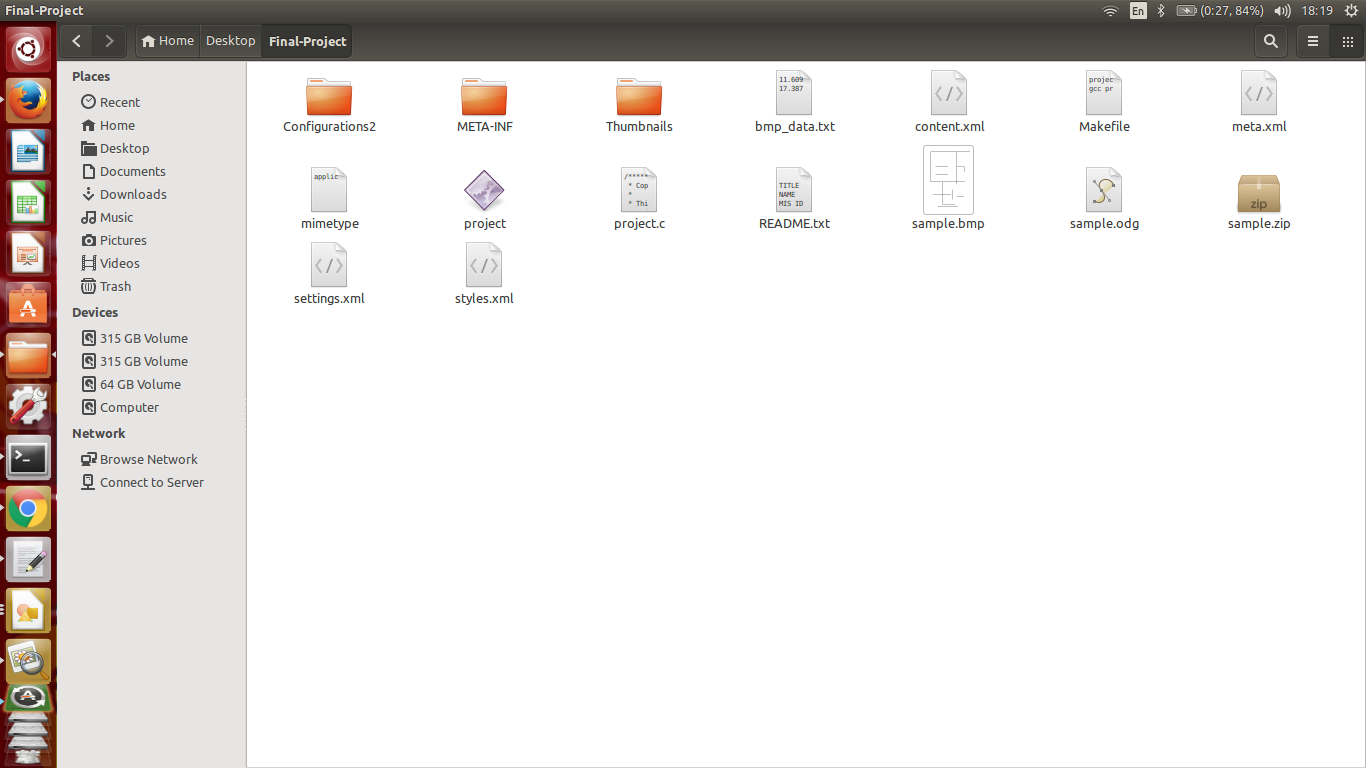 Final-Project
En
(0:27, 84%)
18:19
Home
Desktop
Final-Project
Places
Recent
Home
Desktop
Documents
Downloads
Music
Pictures
Videos
Trash
Devices
315 GB Volume
315 GB Volume
64 GB Volume
Computer
Network
Browse Network
Connect to Server
Configurations2
META-INF
Thumbnails
11.609
17.387
bmp_data.txt
</>
content.xml
projec
gcc pr
Makefile
</>
meta.xml
applic
mimetype
project
/*****
* Cop
*
* Thi
project.c
TITLE
NAME
MIS ID
README.txt
sample.bmp
sample.odg
zip
sample.zip
</>
settings.xml
</>
styles.xml